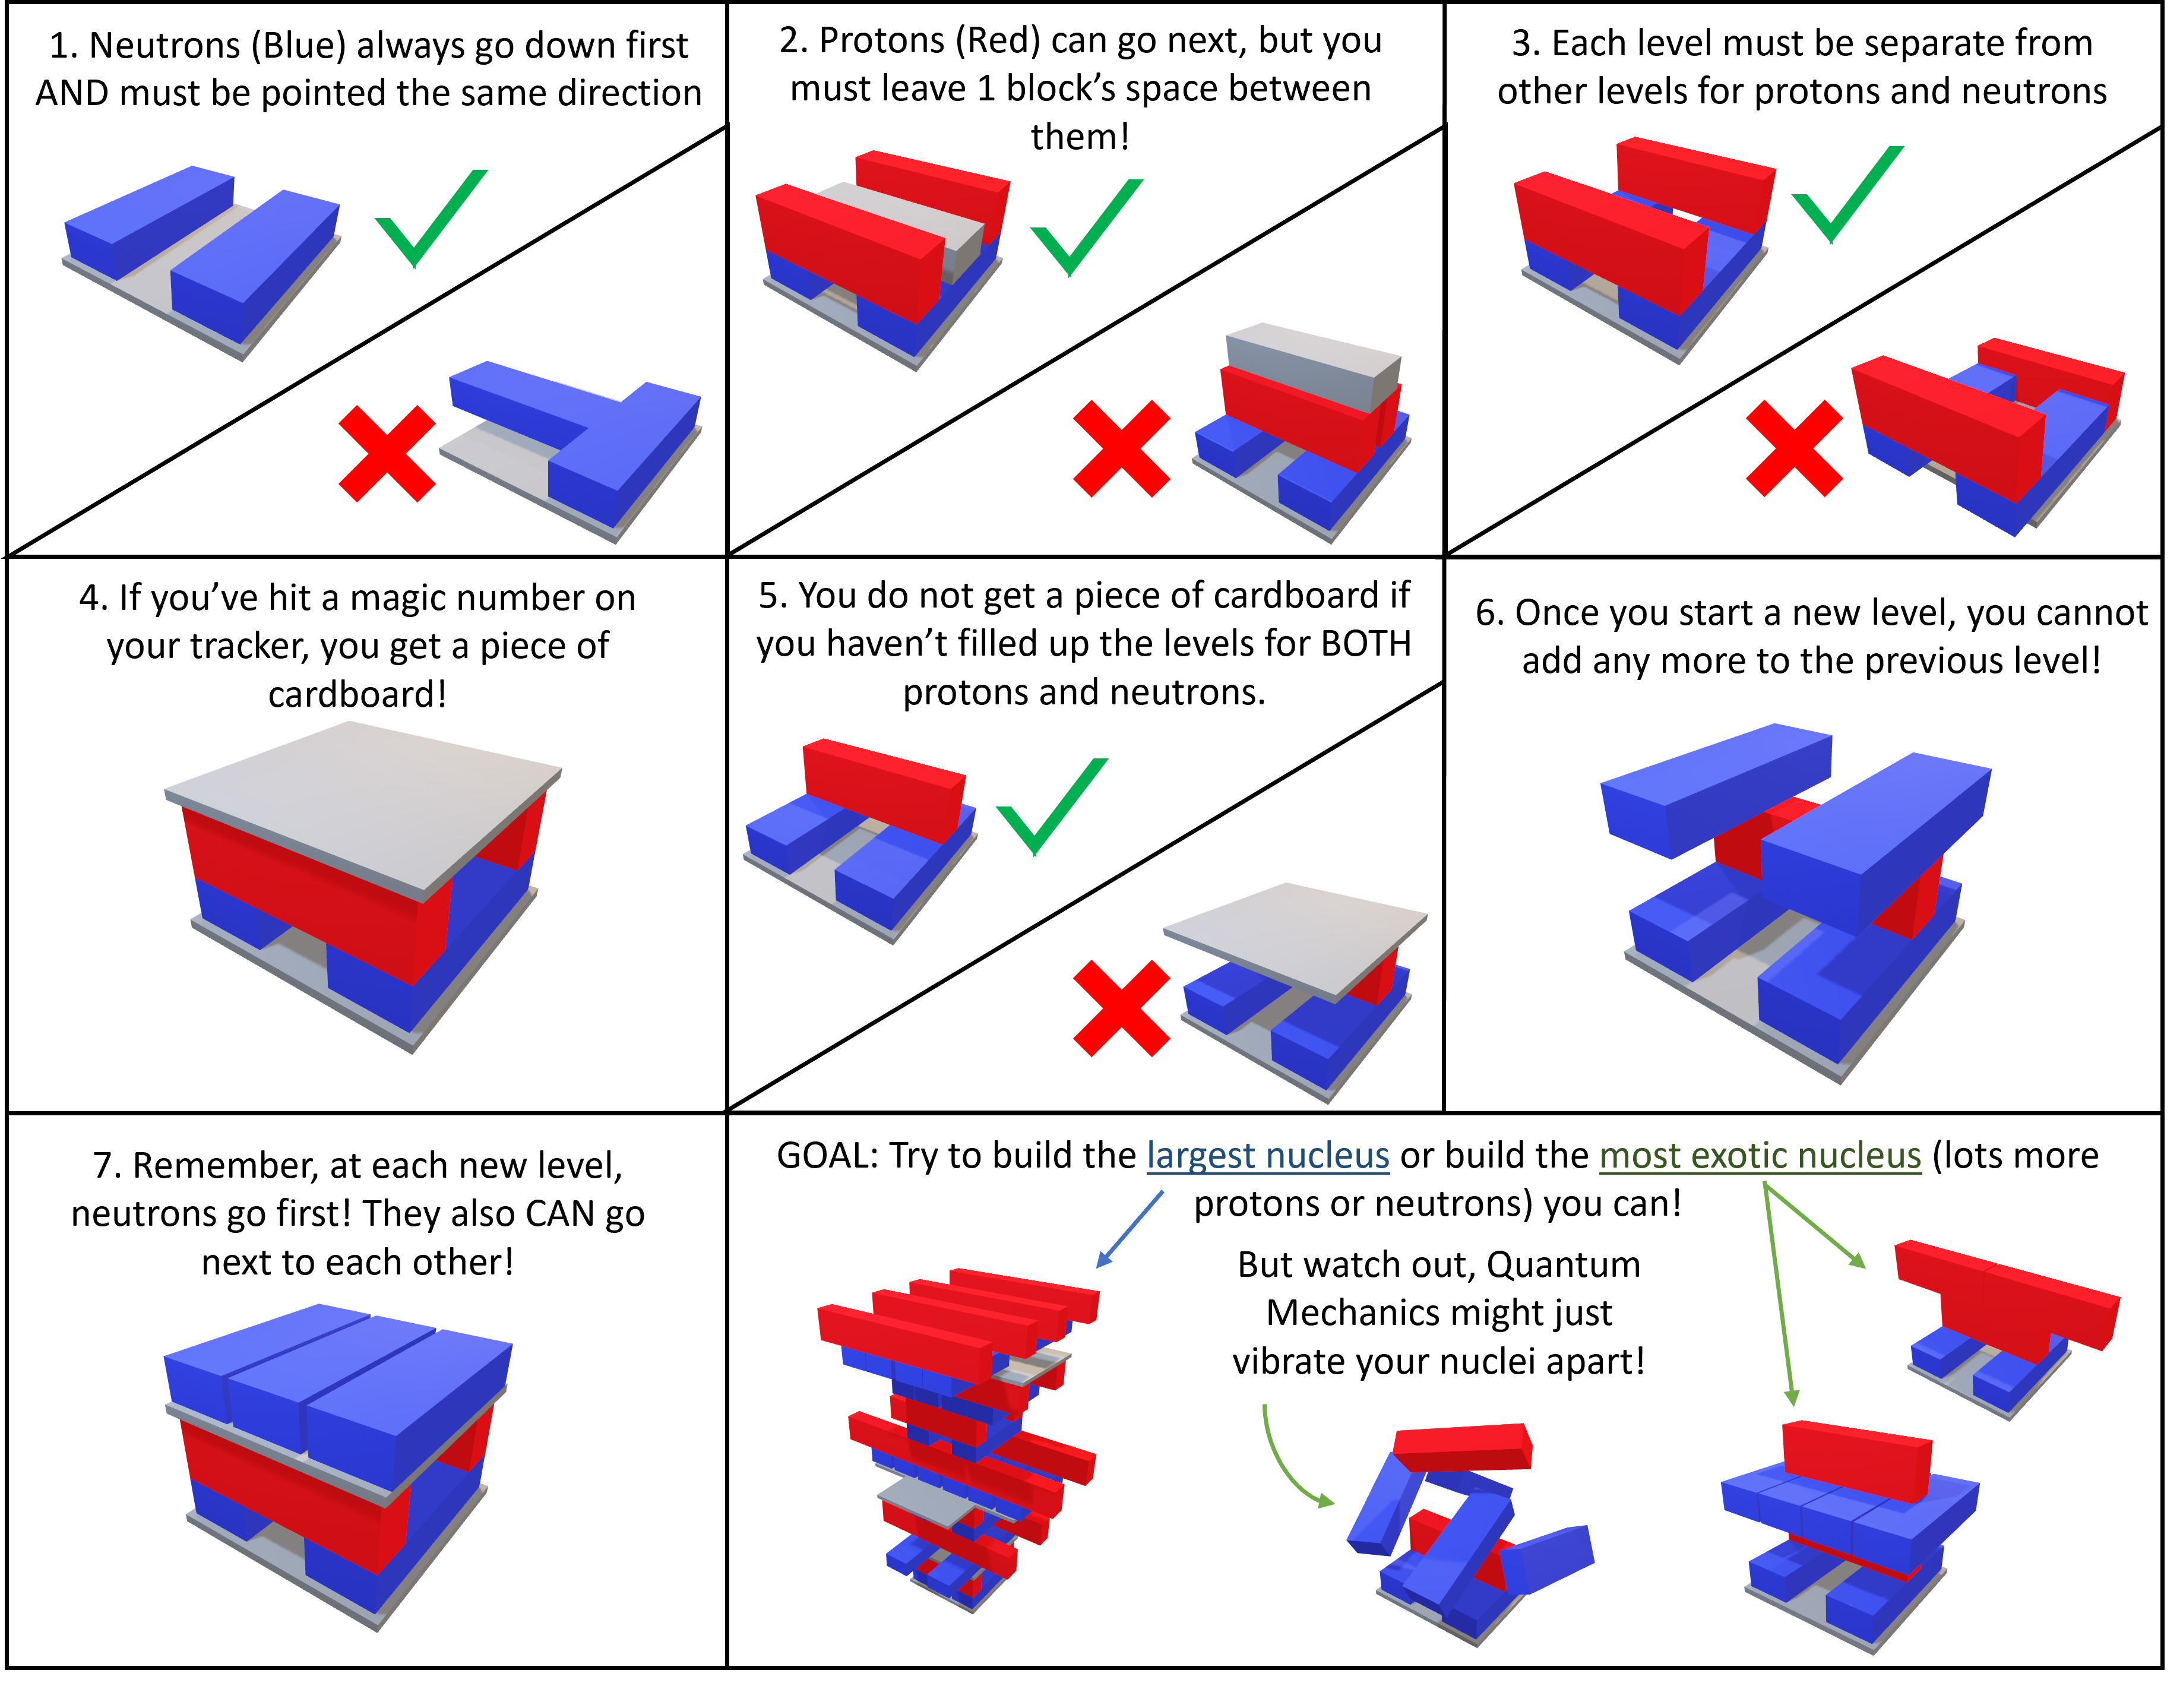 1. Neutrons (Blue) always go down first
AND must be pointed the same direction
2. Protons (Red) can go next, but you
must leave 1 block’s space between
them!
3. Each level must be separate from
other levels for protons and neutrons
4. If you’ve hit a magic number on
your tracker, you get a piece of
cardboard!
5. You do not get a piece of cardboard if
you haven’t filled up the levels for BOTH
protons and neutrons.
6. Once you start a new level, you cannot
add any more to the previous level!
7. Remember, at each new level,
neutrons go first! They also CAN go
next to each other!
GOAL: Try to build the largest nucleus or build the most exotic nucleus (lots more
protons or neutrons) you can!
But watch out, Quantum
Mechanics might just
vibrate your nuclei apart!